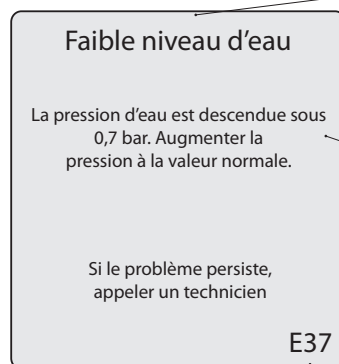 Faible niveau d'eau
La pression d'eau est descendue sous
0,7 bar. Augmenter la
pression à la valeur normale.
Si le problème persiste,
appeler un technicien
E37